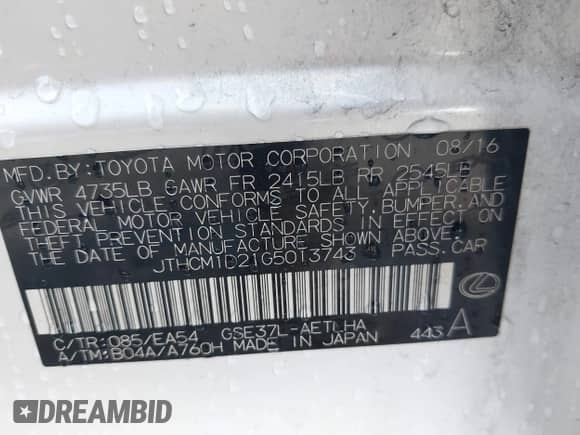 MFD.BY: TOYOTA MOTOR CORPORATION 08/16
GVWR 4735LB GAWR FR 2415LB RR 2545LB
THIS VEHICLE CONFORMS TO ALL APPLICABLE
FEDERAL MOTOR VEHICLE SAFETY, BUMPER, AND
THEFT PREVENTION STANDARDS IN EFFECT ON
THE DATE OF MANUFACTURE SHOWN ABOVE.
JTHCM1D21G5013743 PASS. CAR
C/TR: 085/EA54 GSE37L-AETLHA
A/TM: B04A/A760H MADE IN JAPAN 443 A
DREAMBID